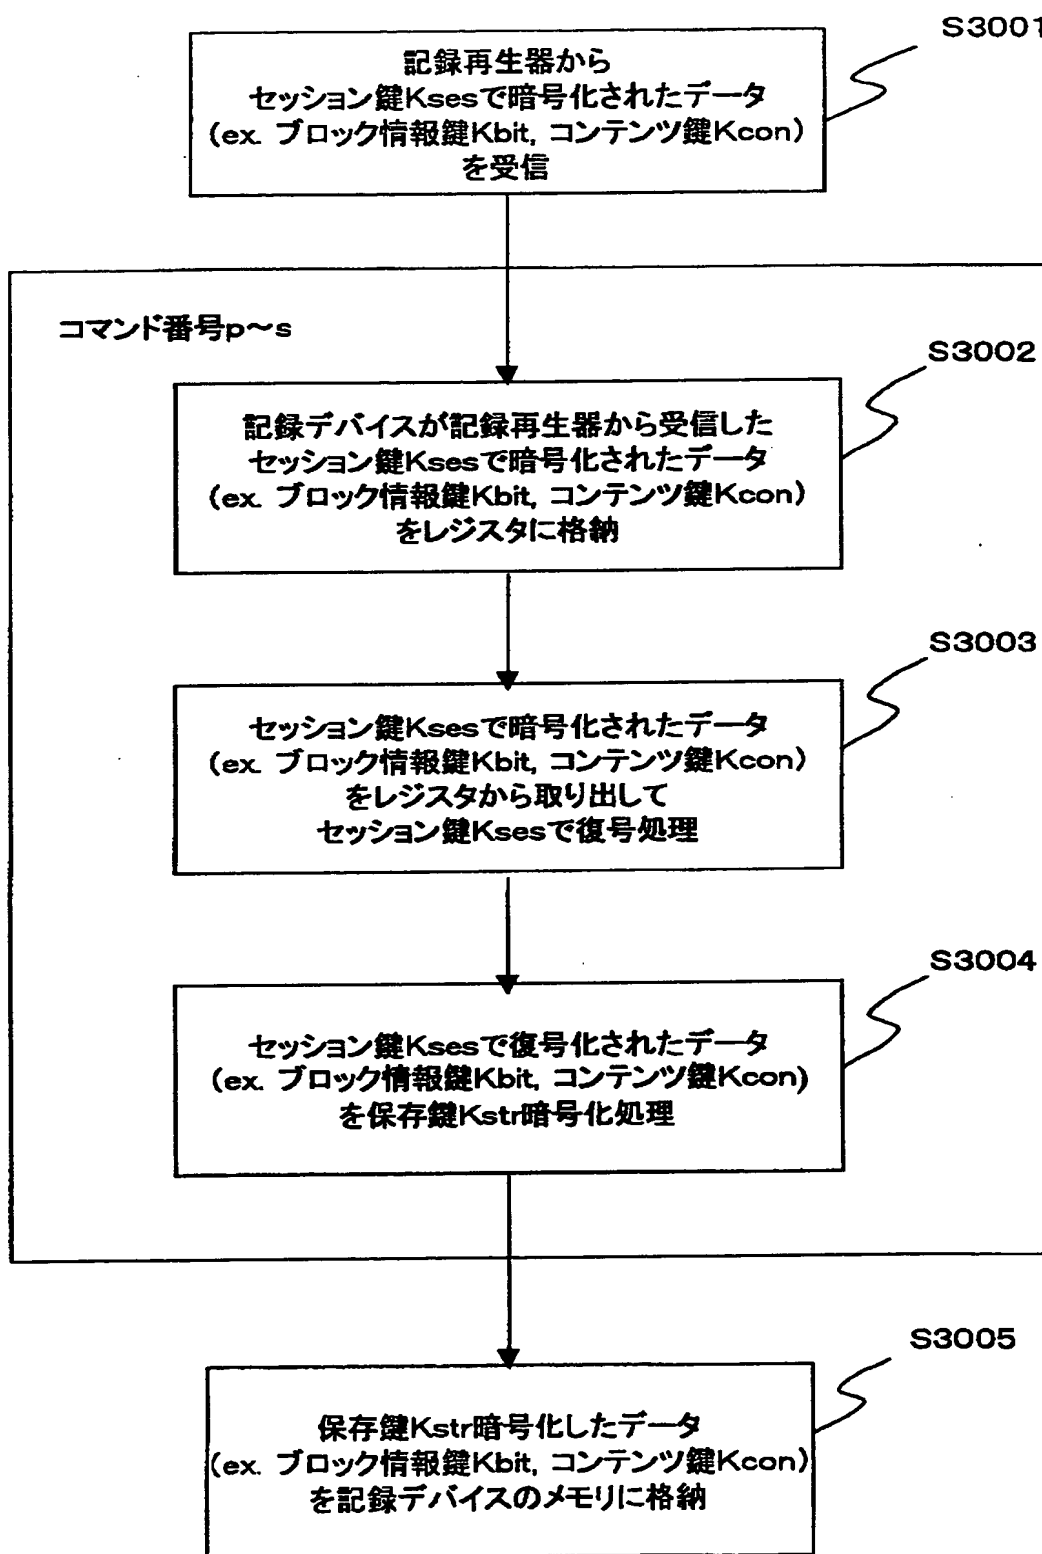 S3001
記録再生器から
セッション鍵Ksesで暗号化されたデータ
(ex. ブロック情報鍵Kbit, コンテンツ鍵Kcon)
を受信
コマンド番号p～s
S3002
記録デバイスが記録再生器から受信した
セッション鍵Ksesで暗号化されたデータ
(ex. ブロック情報鍵Kbit, コンテンツ鍵Kcon)
をレジスタに格納
S3003
セッション鍵Ksesで暗号化されたデータ
(ex. ブロック情報鍵Kbit, コンテンツ鍵Kcon)
をレジスタから取り出して
セッション鍵Ksesで復号処理
S3004
セッション鍵Ksesで復号化されたデータ
(ex. ブロック情報鍵Kbit, コンテンツ鍵Kcon)
を保存鍵Kstr暗号化処理
S3005
保存鍵Kstr暗号化したデータ
(ex. ブロック情報鍵Kbit, コンテンツ鍵Kcon)
を記録デバイスのメモリに格納